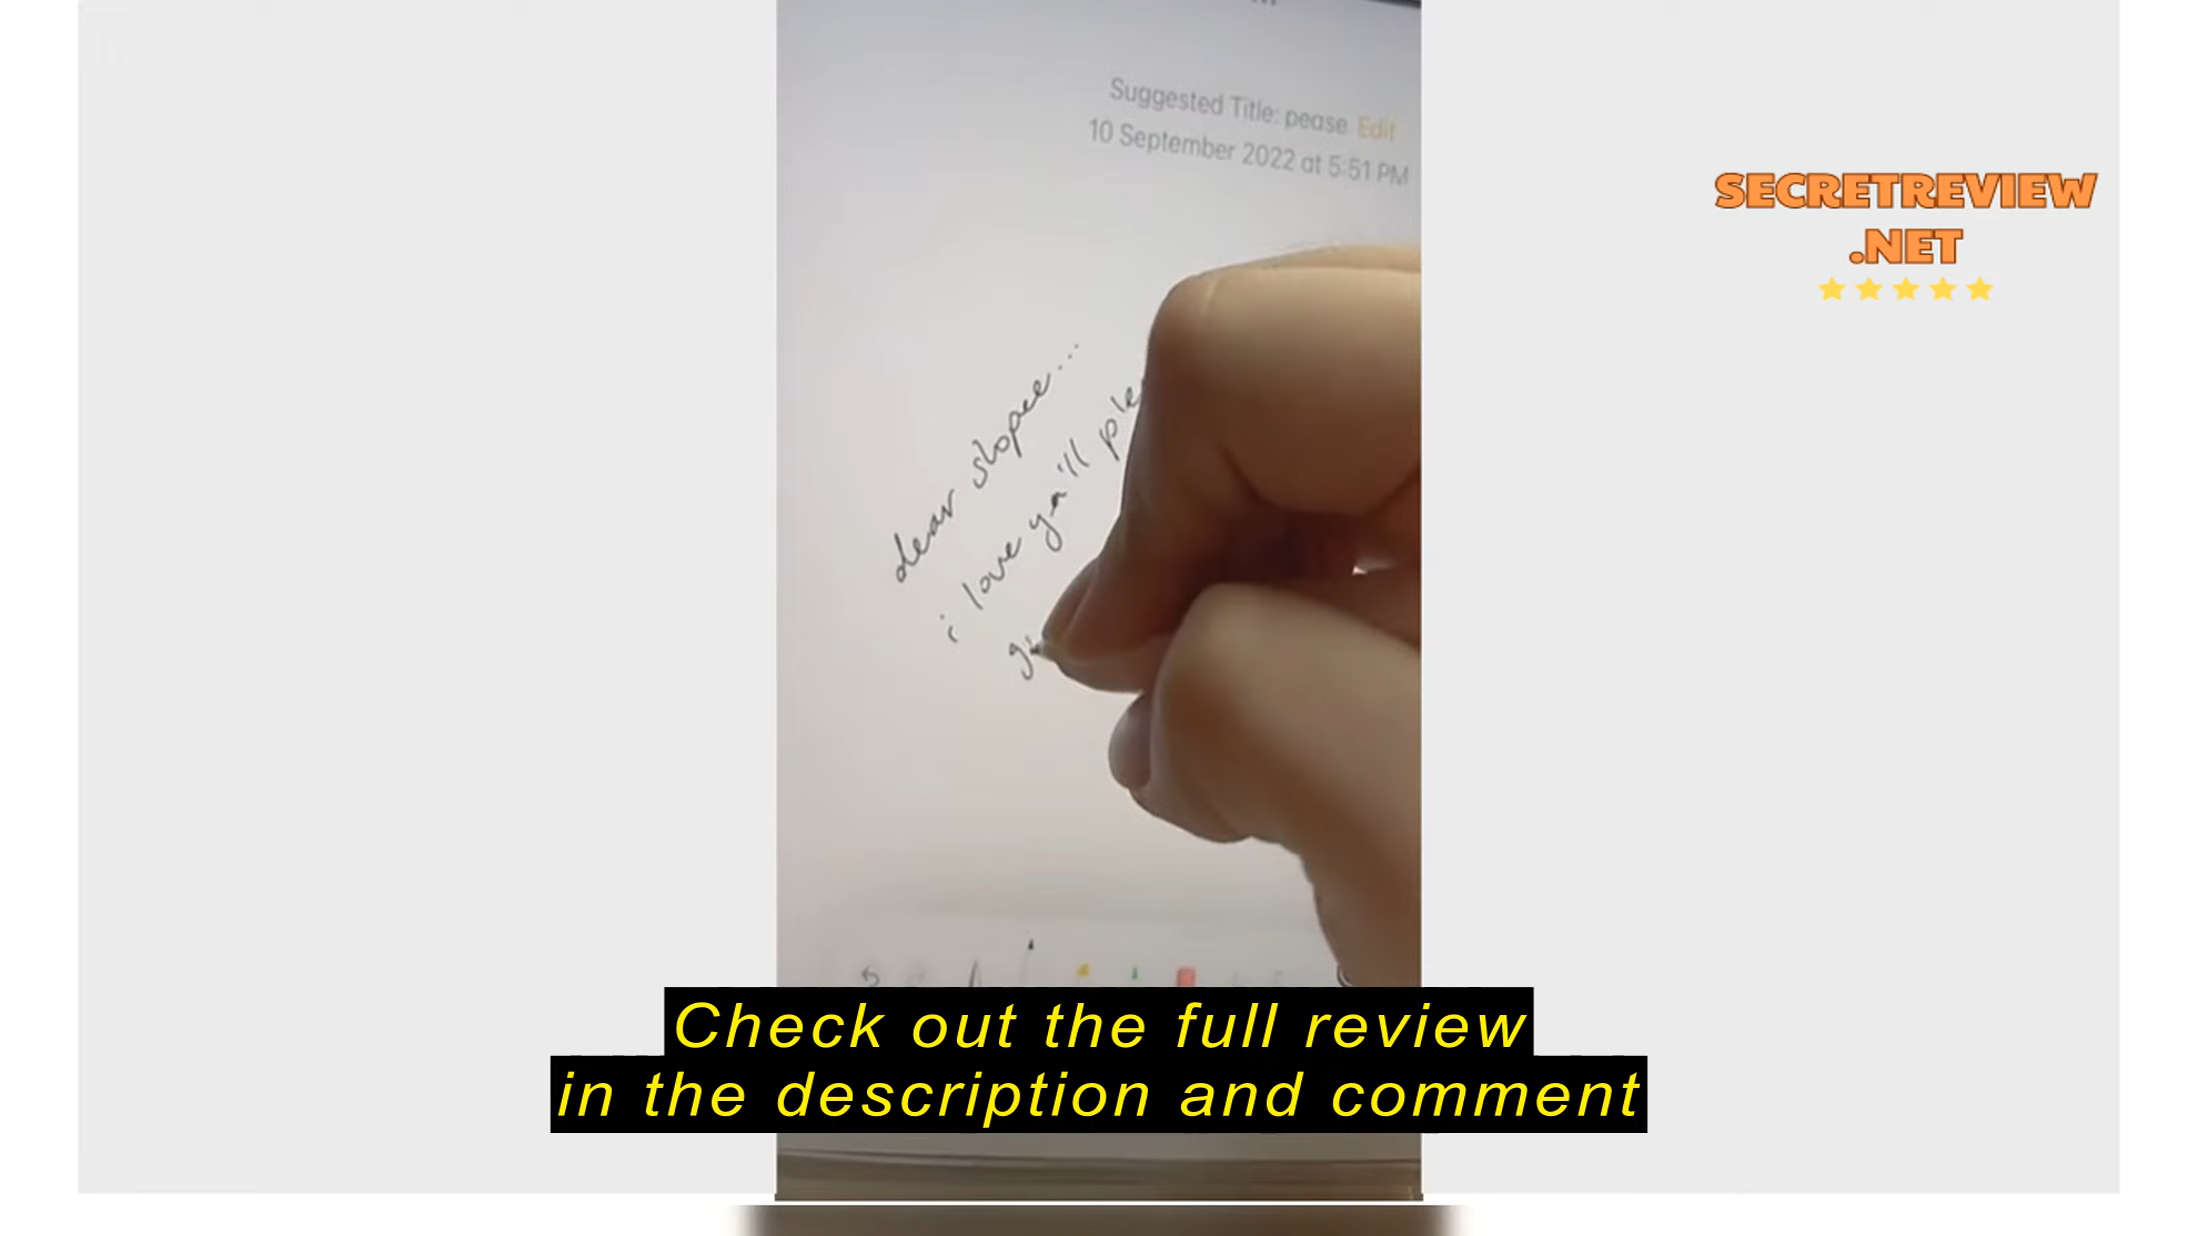 Suggested Title: pease Edit
10 September 2022 at 5:51 PM
SECRETREVIEW
.NET
dear shopee...
i love ya'll
Check out the full review
in the description and comment